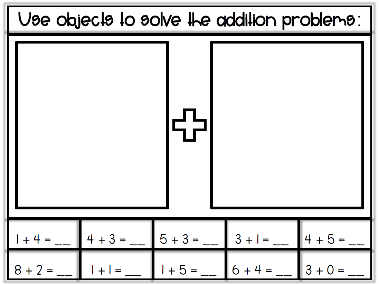 Use objects to solve the addition problems:
+
1 + 4 = __ 4 + 3 = __ 5 + 3 = __ 3 + 1 = __ 4 + 5 = __
8 + 2 = __ 1 + 1 = __ 1 + 5 = __ 6 + 4 = __ 3 + 0 = __